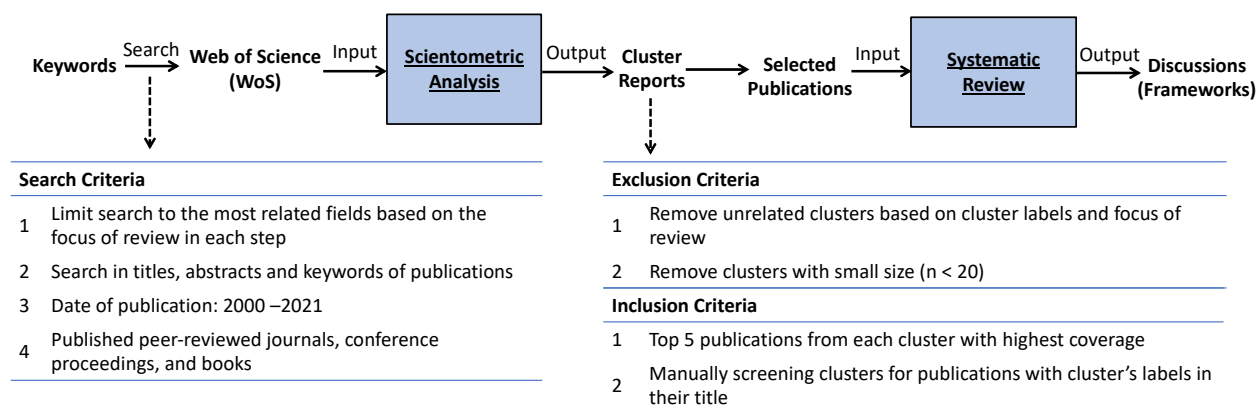 Keywords
Search
Web of Science
(WoS)
Input
Scientometric
Analysis
Output
Cluster
Reports
Selected
Publications
Input
Systematic
Review
Output
Discussions
(Frameworks)
Search Criteria
1 Limit search to the most related fields based on the
focus of review in each step
2 Search in titles, abstracts and keywords of publications
3 Date of publication: 2000 –2021
4 Published peer-reviewed journals, conference
proceedings, and books
Exclusion Criteria
1 Remove unrelated clusters based on cluster labels and focus of
review
2 Remove clusters with small size (n < 20)
Inclusion Criteria
1 Top 5 publications from each cluster with highest coverage
2 Manually screening clusters for publications with cluster’s labels in
their title